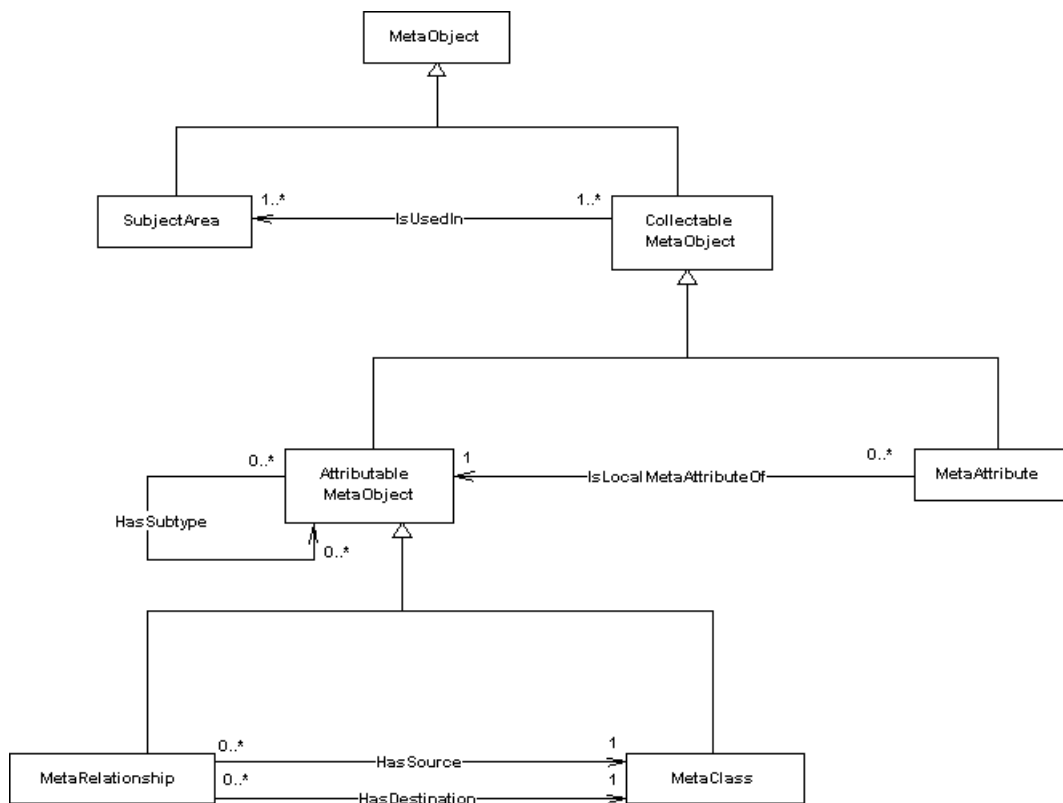 MetaObject
1..*
1..*
SubjectArea
IsUsedIn
Collectable
MetaObject
0..*
Attributable
MetaObject
1
IsLocalMetaAttributeOf
0..*
MetaAttribute
HasSubtype
0..*
0..*
1
HasSource
MetaRelationship
0..*
1
MetaClass
HasDestination